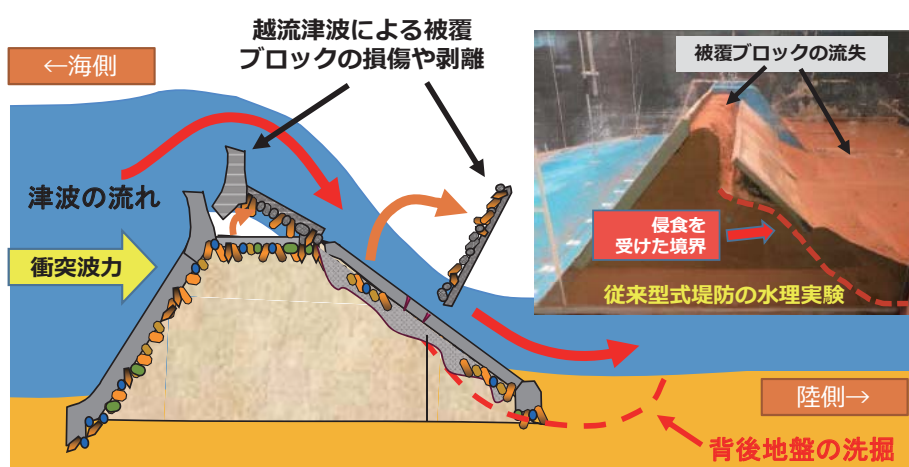 越流津波による被覆
ブロックの損傷や剥離
←海側
被覆ブロックの流失
津波の流れ
侵食を
受けた境界
衝突波力
従来型式堤防の水理実験
陸側→
背後地盤の洗掘